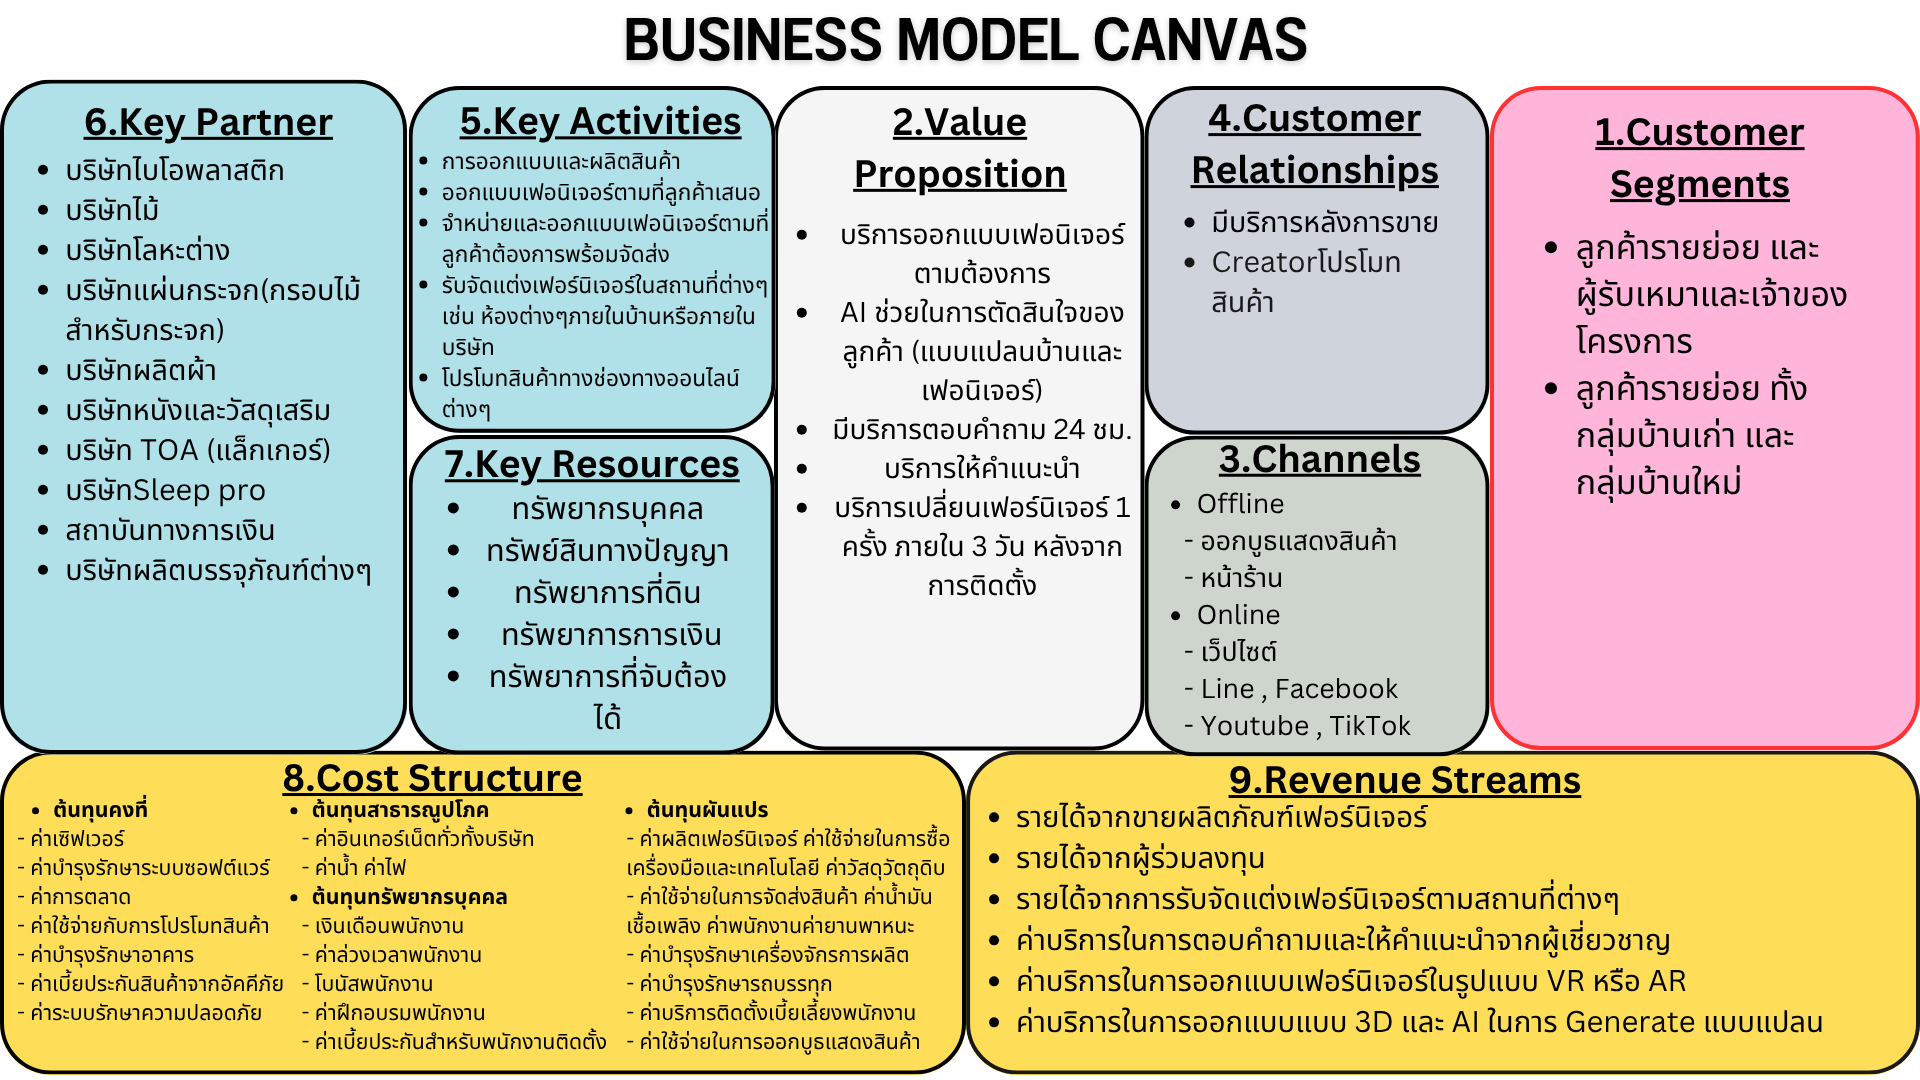 BUSINESS MODEL CANVAS
6.Key Partner
บริษัทไบโอพลาสติก
บริษัทไม้
บริษัทโลหะต่าง
บริษัทแผ่นกระจก(กรอบไม้
สำหรับกระจก)
บริษัทผลิตผ้า
บริษัทหนังและวัสดุเสริม
บริษัท TOA (แล็กเกอร์)
บริษัทSleep pro
สถาบันทางการเงิน
บริษัทผลิตบรรจุภัณฑ์ต่างๆ
5.Key Activities
การออกแบบและผลิตสินค้า
ออกแบบเฟอนิเจอร์ตามที่ลูกค้าเสนอ
จำหน่ายและออกแบบเฟอนิเจอร์ตามที่
ลูกค้าต้องการพร้อมจัดส่ง
รับจัดแต่งเฟอร์นิเจอร์ในสถานที่ต่างๆ
เช่น ห้องต่างๆภายในบ้านหรือภายใน
บริษัท
โปรโมทสินค้าทางช่องทางออนไลน์
ต่างๆ
7.Key Resources
ทรัพยากรบุคคล
ทรัพย์สินทางปัญญา
ทรัพยาการที่ดิน
ทรัพยาการการเงิน
ทรัพยาการที่จับต้อง
ได้
2.Value
Proposition
บริการออกแบบเฟอนิเจอร์
ตามต้องการ
AI ช่วยในการตัดสินใจของ
ลูกค้า (แบบแปลนบ้านและ
เฟอนิเจอร์)
มีบริการตอบคำถาม 24 ชม.
บริการให้คำแนะนำ
บริการเปลี่ยนเฟอร์นิเจอร์ 1
ครั้ง ภายใน 3 วัน หลังจาก
การติดตั้ง
4.Customer
Relationships
มีบริการหลังการขาย
Creatorโปรโมท
สินค้า
3.Channels
Offline
- ออกบูธแสดงสินค้า
- หน้าร้าน
Online
- เว็ปไซต์
- Line , Facebook
- Youtube , TikTok
1.Customer
Segments
ลูกค้ารายย่อย และ
ผู้รับเหมาและเจ้าของ
โครงการ
ลูกค้ารายย่อย ทั้ง
กลุ่มบ้านเก่า และ
กลุ่มบ้านใหม่
8.Cost Structure
ต้นทุนคงที่
- ค่าเซิฟเวอร์
- ค่าบำรุงรักษาระบบซอฟต์แวร์
- ค่าการตลาด
- ค่าใช้จ่ายกับการโปรโมทสินค้า
- ค่าบำรุงรักษาอาคาร
- ค่าเบี้ยประกันสินค้าจากอัคคีภัย
- ค่าระบบรักษาความปลอดภัย
ต้นทุนสาธารณูปโภค
- ค่าอินเทอร์เน็ตทั่วทั้งบริษัท
- ค่าน้ำ ค่าไฟ
ต้นทุนทรัพยากรบุคคล
- เงินเดือนพนักงาน
- ค่าล่วงเวลาพนักงาน
- โบนัสพนักงาน
- ค่าฝึกอบรมพนักงาน
- ค่าเบี้ยประกันสำหรับพนักงานติดตั้ง
ต้นทุนผันแปร
- ค่าผลิตเฟอร์นิเจอร์ ค่าใช้จ่ายในการซื้อ
เครื่องมือและเทคโนโลยี ค่าวัสดุวัตถุดิบ
- ค่าใช้จ่ายในการจัดส่งสินค้า ค่าน้ำมัน
เชื้อเพลิง ค่าพนักงานค่ายานพาหนะ
- ค่าบำรุงรักษาเครื่องจักรการผลิต
- ค่าบำรุงรักษารถบรรทุก
- ค่าบริการติดตั้งเบี้ยเลี้ยงพนักงาน
- ค่าใช้จ่ายในการออกบูธแสดงสินค้า
9.Revenue Streams
รายได้จากขายผลิตภัณฑ์เฟอร์นิเจอร์
รายได้จากผู้ร่วมลงทุน
รายได้จากการรับจัดแต่งเฟอร์นิเจอร์ตามสถานที่ต่างๆ
ค่าบริการในการตอบคำถามและให้คำแนะนำจากผู้เชี่ยวชาญ
ค่าบริการในการออกแบบเฟอร์นิเจอร์ในรูปแบบ VR หรือ AR
ค่าบริการในการออกแบบแบบ 3D และ AI ในการ Generate แบบแปลน